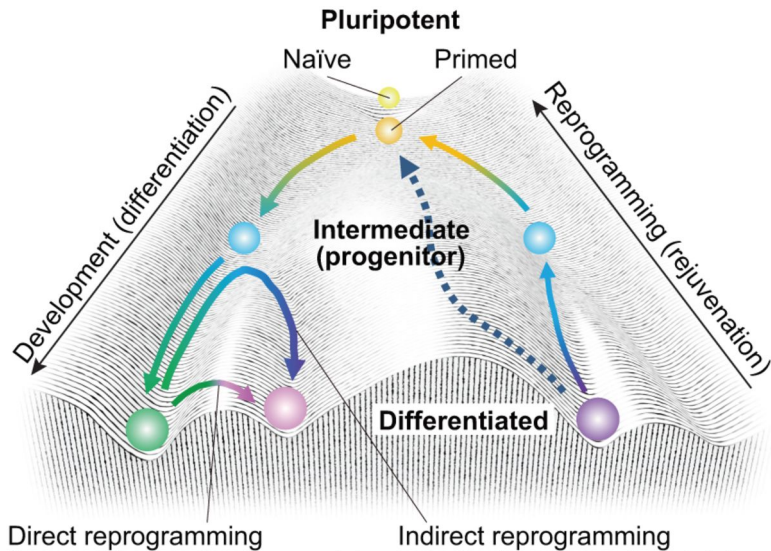 Pluripotent
Naïve
Primed
Development (differentiation)
Reprogramming (rejuvenation)
Intermediate
(progenitor)
Differentiated
Direct reprogramming
Indirect reprogramming